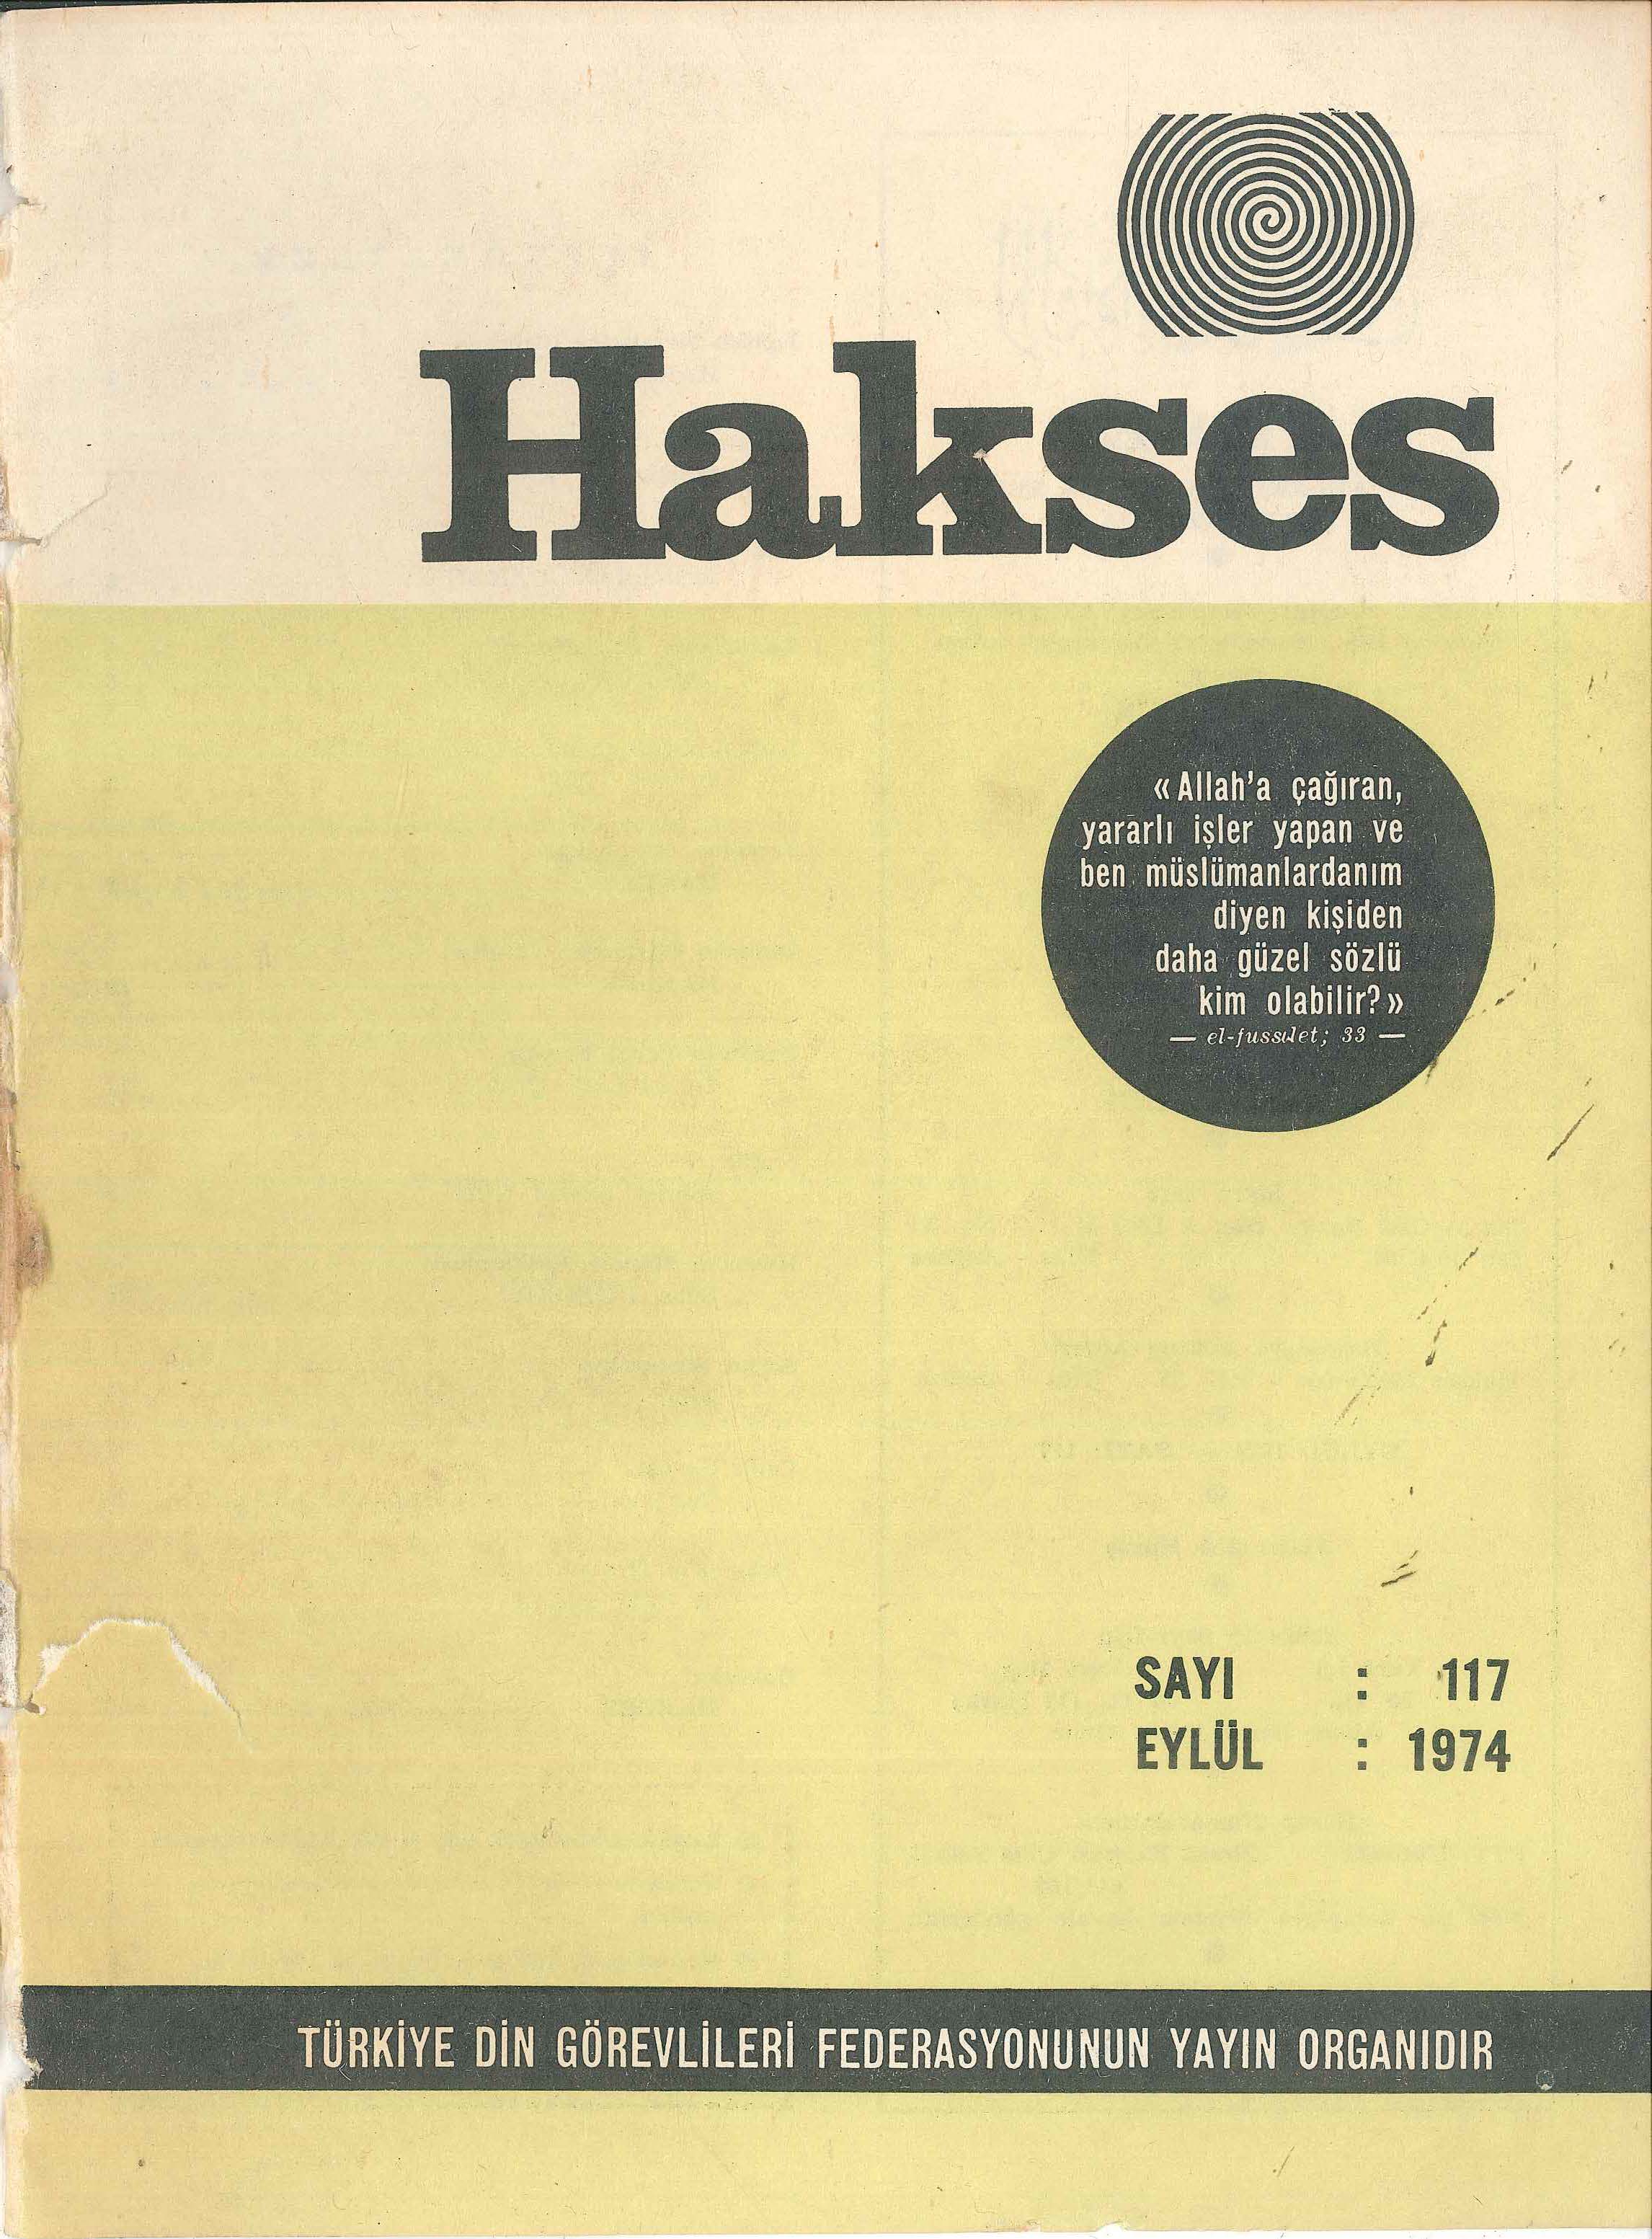 Hakses
«Allah'a çağıran,
yararlı işler yapan ve
ben müslümanlardanım
diyen kişiden
daha güzel sözlü
kim olabilir?»
— el-fussılet; 33 —
SAYI : 117
EYLÜL : 1974
TÜRKİYE DİN GÖREVLİLERİ FEDERASYONUNUN YAYIN ORGANIDIR